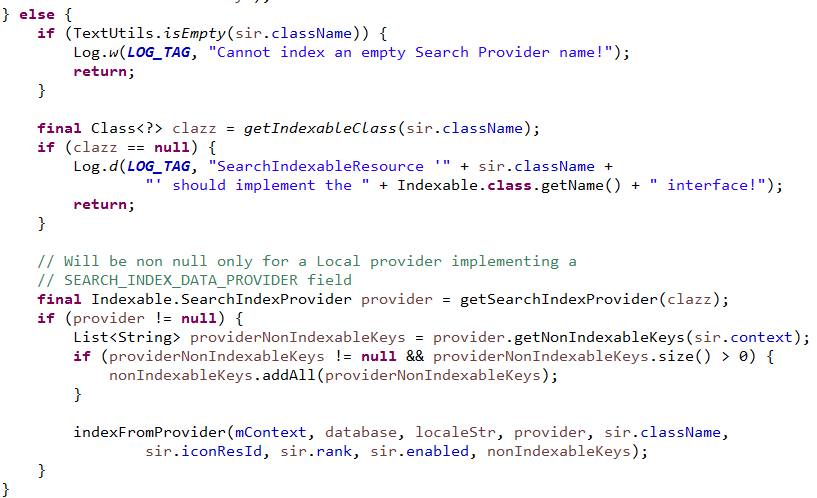 } else {
    if (TextUtils.isEmpty(sir.className)) {
        Log.w(LOG_TAG, "Cannot index an empty Search Provider name!");
        return;
    }

    final Class<?> clazz = getIndexableClass(sir.className);
    if (clazz == null) {
        Log.d(LOG_TAG, "SearchIndexableResource '" + sir.className +
                "' should implement the " + Indexable.class.getName() + " interface!");
        return;
    }

    // Will be non null only for a Local provider implementing a
    // SEARCH_INDEX_DATA_PROVIDER field
    final Indexable.SearchIndexProvider provider = getSearchIndexProvider(clazz);
    if (provider != null) {
        List<String> providerNonIndexableKeys = provider.getNonIndexableKeys(sir.context);
        if (providerNonIndexableKeys != null && providerNonIndexableKeys.size() > 0) {
            nonIndexableKeys.addAll(providerNonIndexableKeys);
        }

        indexFromProvider(mContext, database, localeStr, provider, sir.className,
                sir.iconResId, sir.rank, sir.enabled, nonIndexableKeys);
    }
}